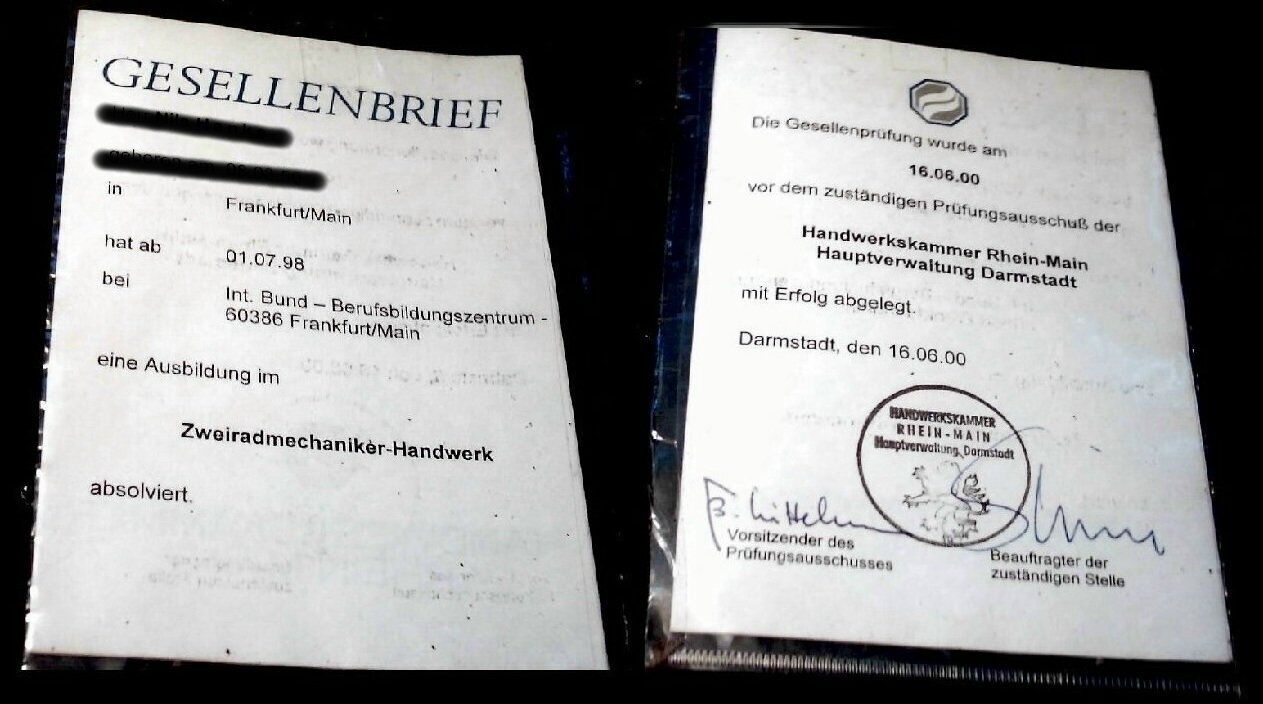 GESELLENBRIEF
in Frankfurt/Main
hat ab 01.07.98
bei Int. Bund – Berufsbildungszentrum -
60386 Frankfurt/Main
eine Ausbildung im
Zweiradmechaniker-Handwerk
absolviert.
Die Gesellenprüfung wurde am
16.06.00
vor dem zuständigen Prüfungsausschuß der
Handwerkskammer Rhein-Main
Hauptverwaltung Darmstadt
mit Erfolg abgelegt.
Darmstadt, den 16.06.00
HANDWERKSKAMMER
RHEIN-MAIN
Hauptverwaltung Darmstadt
Vorsitzender des
Prüfungsausschusses
Beauftragter der
zuständigen Stelle